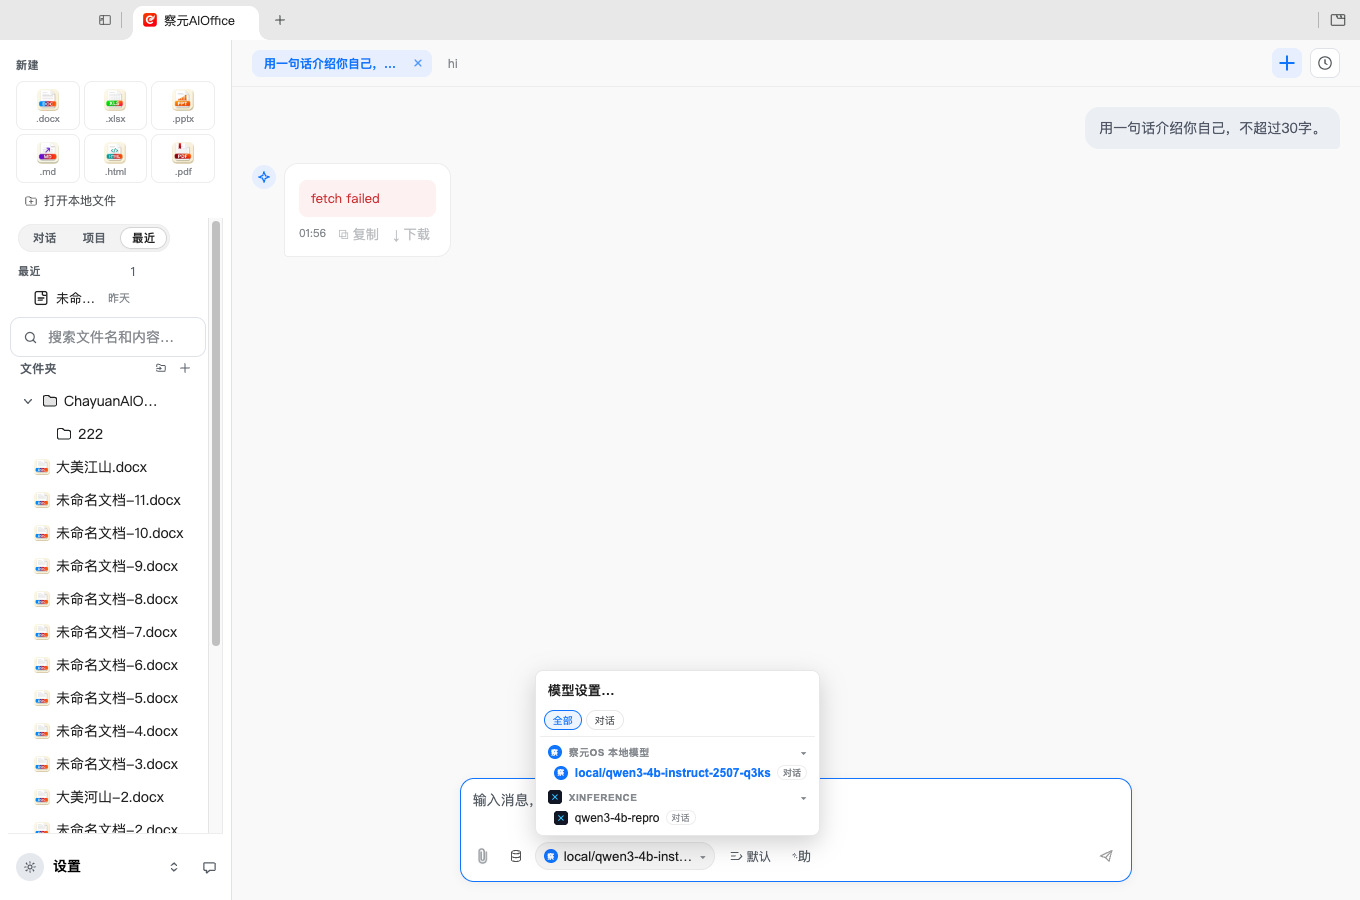 察元AIOffice
新建
.docx
.xlsx
.pptx
.md
.html
.pdf
打开本地文件
对话 项目 最近
最近 1
未命... 昨天
搜索文件名和内容...
文件夹
ChayuanAIO...
222
大美江山.docx
未命名文档-11.docx
未命名文档-10.docx
未命名文档-9.docx
未命名文档-8.docx
未命名文档-7.docx
未命名文档-6.docx
未命名文档-5.docx
未命名文档-4.docx
未命名文档-3.docx
大美河山-2.docx
未命名文档-2.docx
设置
用一句话介绍你自己，... hi
用一句话介绍你自己，不超过30字。
fetch failed
01:56 复制 下载
模型设置...
全部 对话
察元OS 本地模型
local/qwen3-4b-instruct-2507-q3ks 对话
XINFERENCE
qwen3-4b-repro 对话
输入消息,
local/qwen3-4b-inst... 默认 助